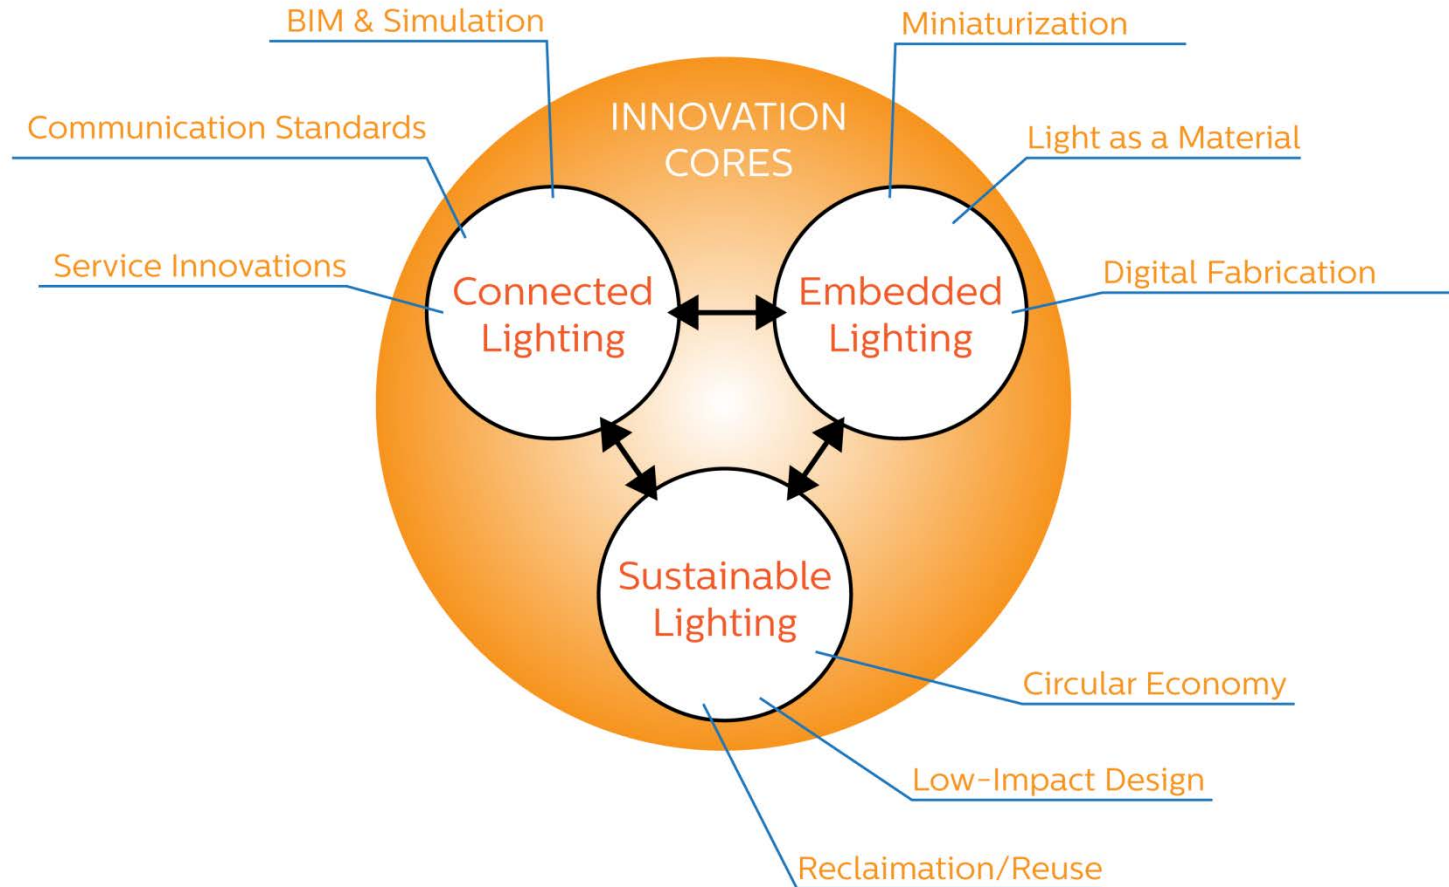 BIM & Simulation
Miniaturization
Communication Standards
INNOVATION
CORES
Light as a Material
Service Innovations
Digital Fabrication
Connected
Lighting
Embedded
Lighting
Sustainable
Lighting
Circular Economy
Low-Impact Design
Reclaimation/Reuse